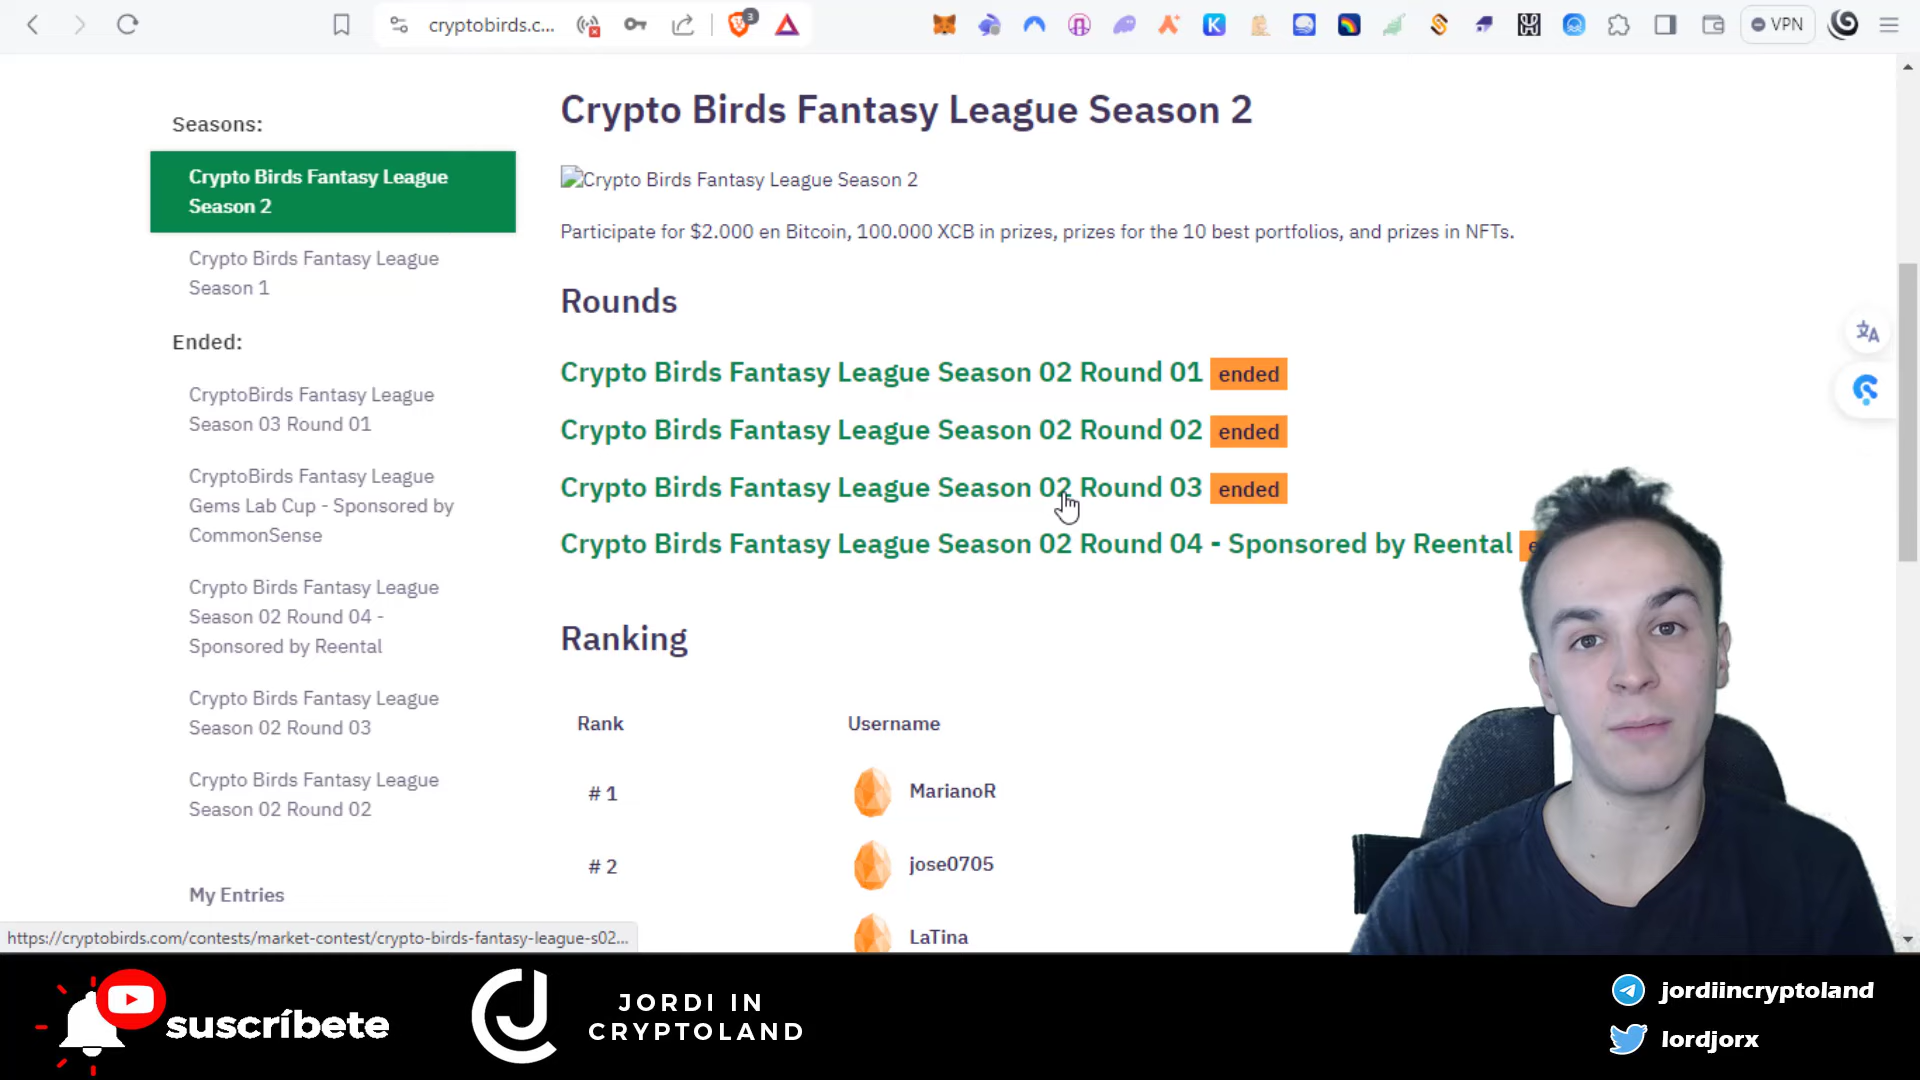 cryptobirds.c...
3
VPN
Seasons:
Crypto Birds Fantasy League
Season 2
Crypto Birds Fantasy League
Season 1
Ended:
CryptoBirds Fantasy League
Season 03 Round 01
CryptoBirds Fantasy League
Gems Lab Cup - Sponsored by
CommonSense
Crypto Birds Fantasy League
Season 02 Round 04 -
Sponsored by Reental
Crypto Birds Fantasy League
Season 02 Round 03
Crypto Birds Fantasy League
Season 02 Round 02
My Entries
Crypto Birds Fantasy League Season 2
Crypto Birds Fantasy League Season 2
Participate for $2.000 en Bitcoin, 100.000 XCB in prizes, prizes for the 10 best portfolios, and prizes in NFTs.
Rounds
Crypto Birds Fantasy League Season 02 Round 01 ended
Crypto Birds Fantasy League Season 02 Round 02 ended
Crypto Birds Fantasy League Season 02 Round 03 ended
Crypto Birds Fantasy League Season 02 Round 04 - Sponsored by Reental
Ranking
Rank Username
# 1 MarianoR
# 2 jose0705
LaTina
https://cryptobirds.com/contests/market-contest/crypto-birds-fantasy-league-s02...
suscríbete
JORDI IN
CRYPTOLAND
jordiincryptoland
lordjorx